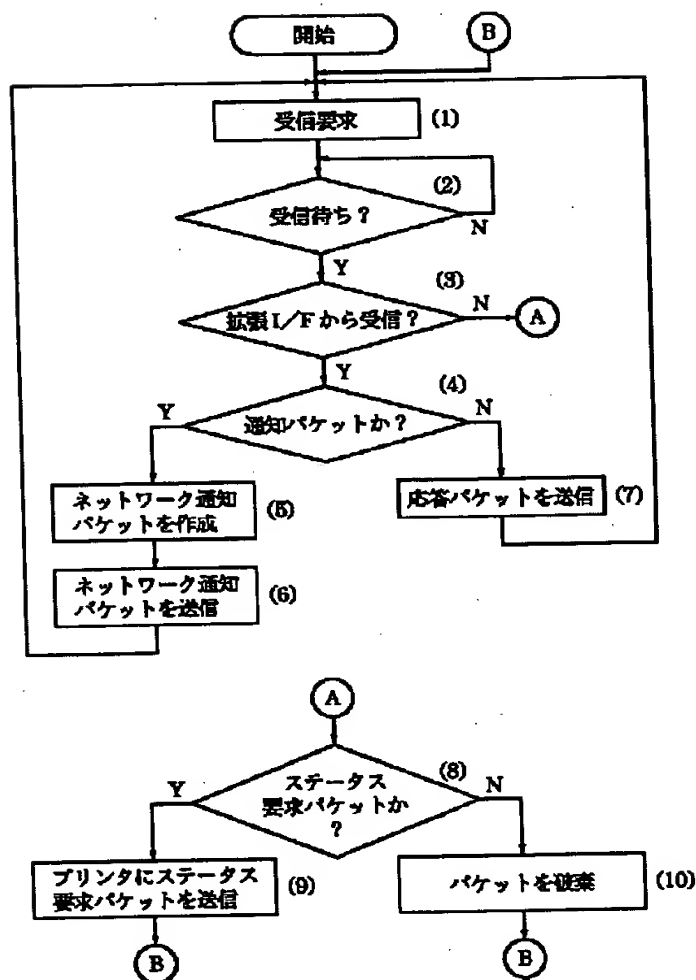 開始
B
受信要求
(1)
(2)
受信待ち？
N
Y
(3)
拡張I／Fから受信？
N
A
Y
(4)
Y
通知パケットか？
N
ネットワーク通知
パケットを作成
(5)
応答パケットを送信
(7)
ネットワーク通知
パケットを送信
(6)
A
(8)
Y
ステータス
要求パケットか
？
N
プリンタにステータス
要求パケットを送信
(9)
パケットを破棄
(10)
B
B